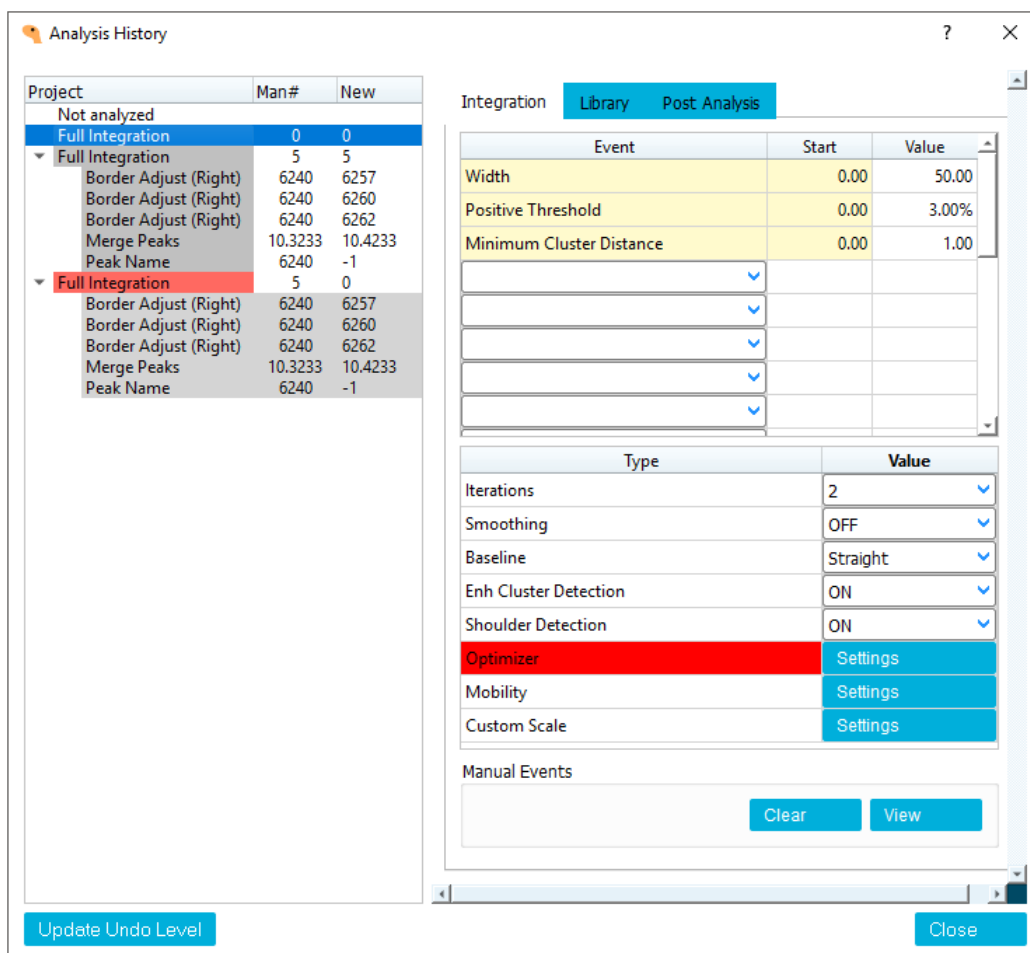 Analysis History ?
Project Man# New
Not analyzed
Full Integration 0 0
Full Integration 5 5
Border Adjust (Right) 6240 6257
Border Adjust (Right) 6240 6260
Border Adjust (Right) 6240 6262
Merge Peaks 10.3233 10.4233
Peak Name 6240 -1
Full Integration 5 0
Border Adjust (Right) 6240 6257
Border Adjust (Right) 6240 6260
Border Adjust (Right) 6240 6262
Merge Peaks 10.3233 10.4233
Peak Name 6240 -1
Integration Library Post Analysis
Event Start Value
Width 0.00 50.00
Positive Threshold 0.00 3.00%
Minimum Cluster Distance 0.00 1.00
Type Value
Iterations 2
Smoothing OFF
Baseline Straight
Enh Cluster Detection ON
Shoulder Detection ON
Optimizer Settings
Mobility Settings
Custom Scale Settings
Manual Events
Clear View
Update Undo Level Close